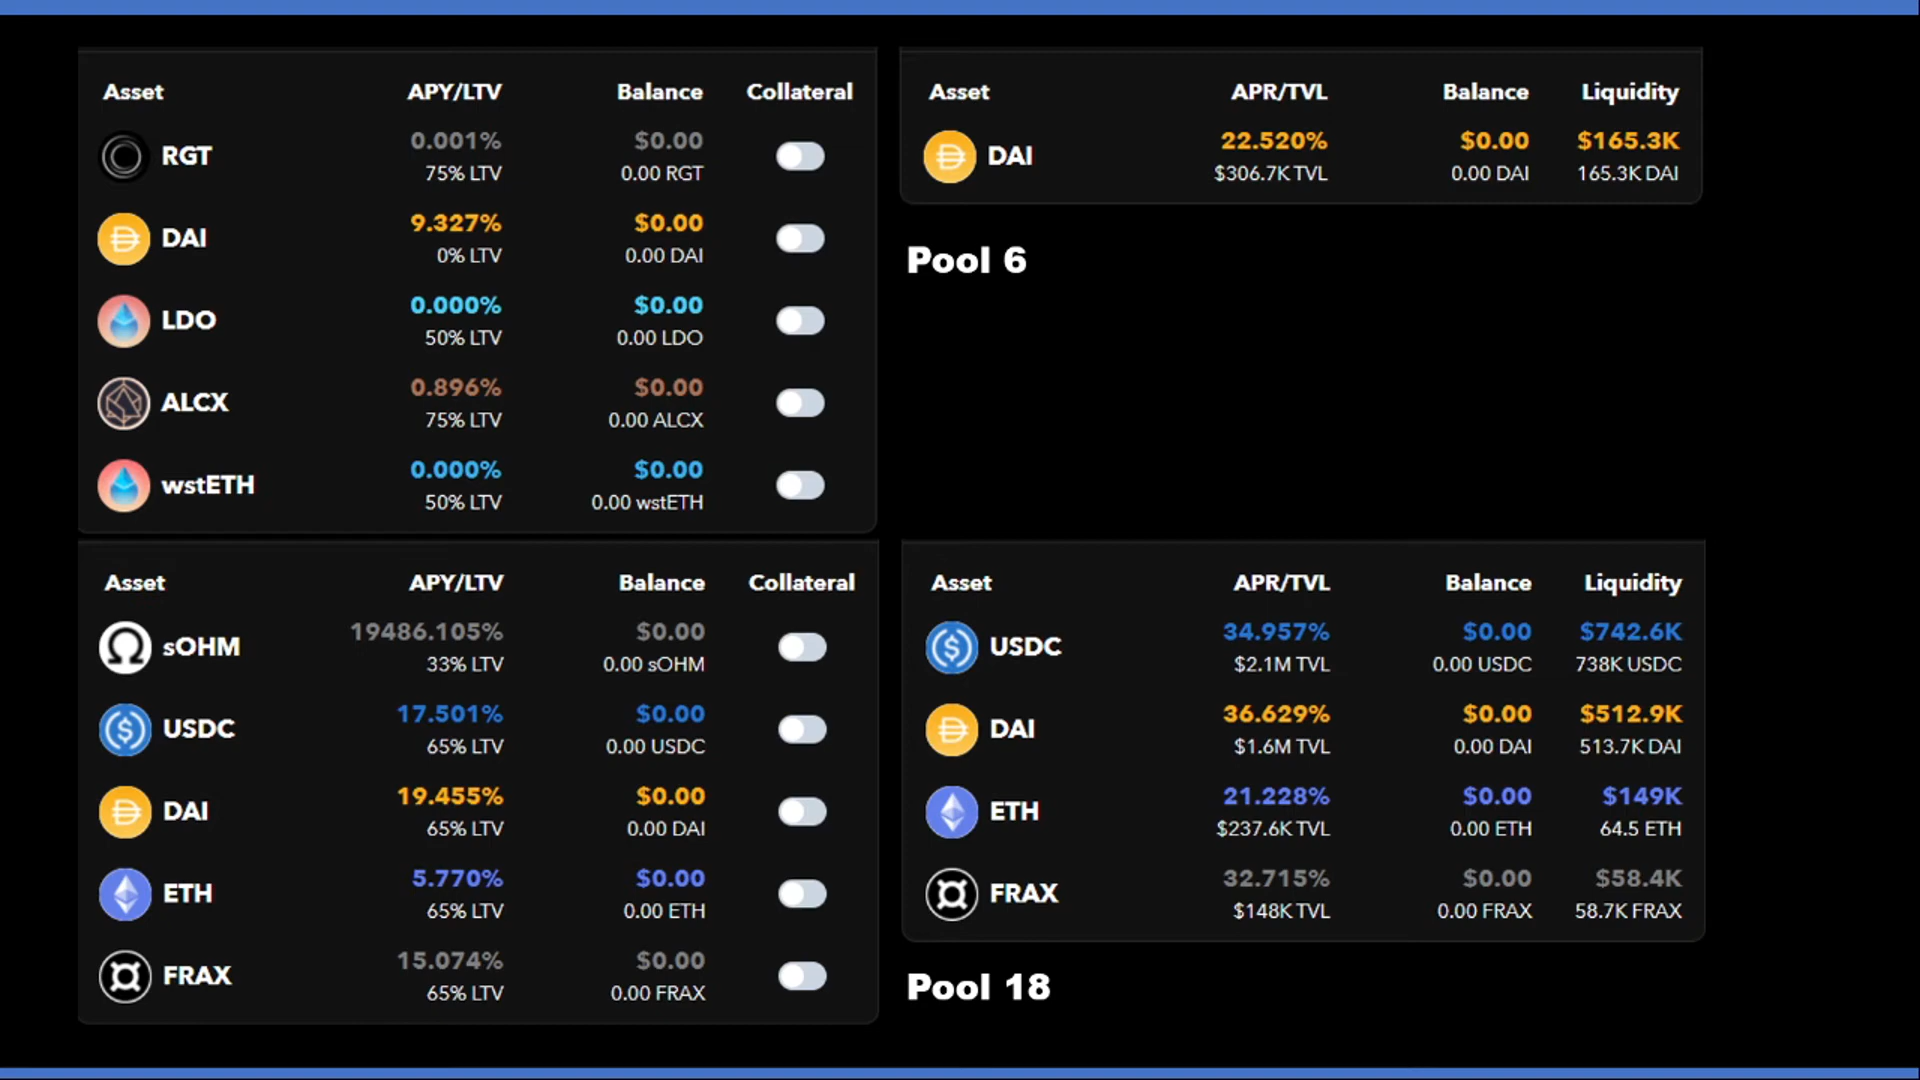 Asset APY/LTV Balance Collateral
RGT 0.001% $0.00
75% LTV 0.00 RGT
DAI 9.327% $0.00
0% LTV 0.00 DAI
LDO 0.000% $0.00
50% LTV 0.00 LDO
ALCX 0.896% $0.00
75% LTV 0.00 ALCX
wstETH 0.000% $0.00
50% LTV 0.00 wstETH
Asset APR/TVL Balance Liquidity
DAI 22.520% $0.00 $165.3K
$306.7K TVL 0.00 DAI 165.3K DAI
Pool 6
Asset APY/LTV Balance Collateral
sOHM 19486.105% $0.00
33% LTV 0.00 sOHM
USDC 17.501% $0.00
65% LTV 0.00 USDC
DAI 19.455% $0.00
65% LTV 0.00 DAI
ETH 5.770% $0.00
65% LTV 0.00 ETH
FRAX 15.074% $0.00
65% LTV 0.00 FRAX
Asset APR/TVL Balance Liquidity
USDC 34.957% $0.00 $742.6K
$2.1M TVL 0.00 USDC 738K USDC
DAI 36.629% $0.00 $512.9K
$1.6M TVL 0.00 DAI 513.7K DAI
ETH 21.228% $0.00 $149K
$237.6K TVL 0.00 ETH 64.5 ETH
FRAX 32.715% $0.00 $58.4K
$148K TVL 0.00 FRAX 58.7K FRAX
Pool 18